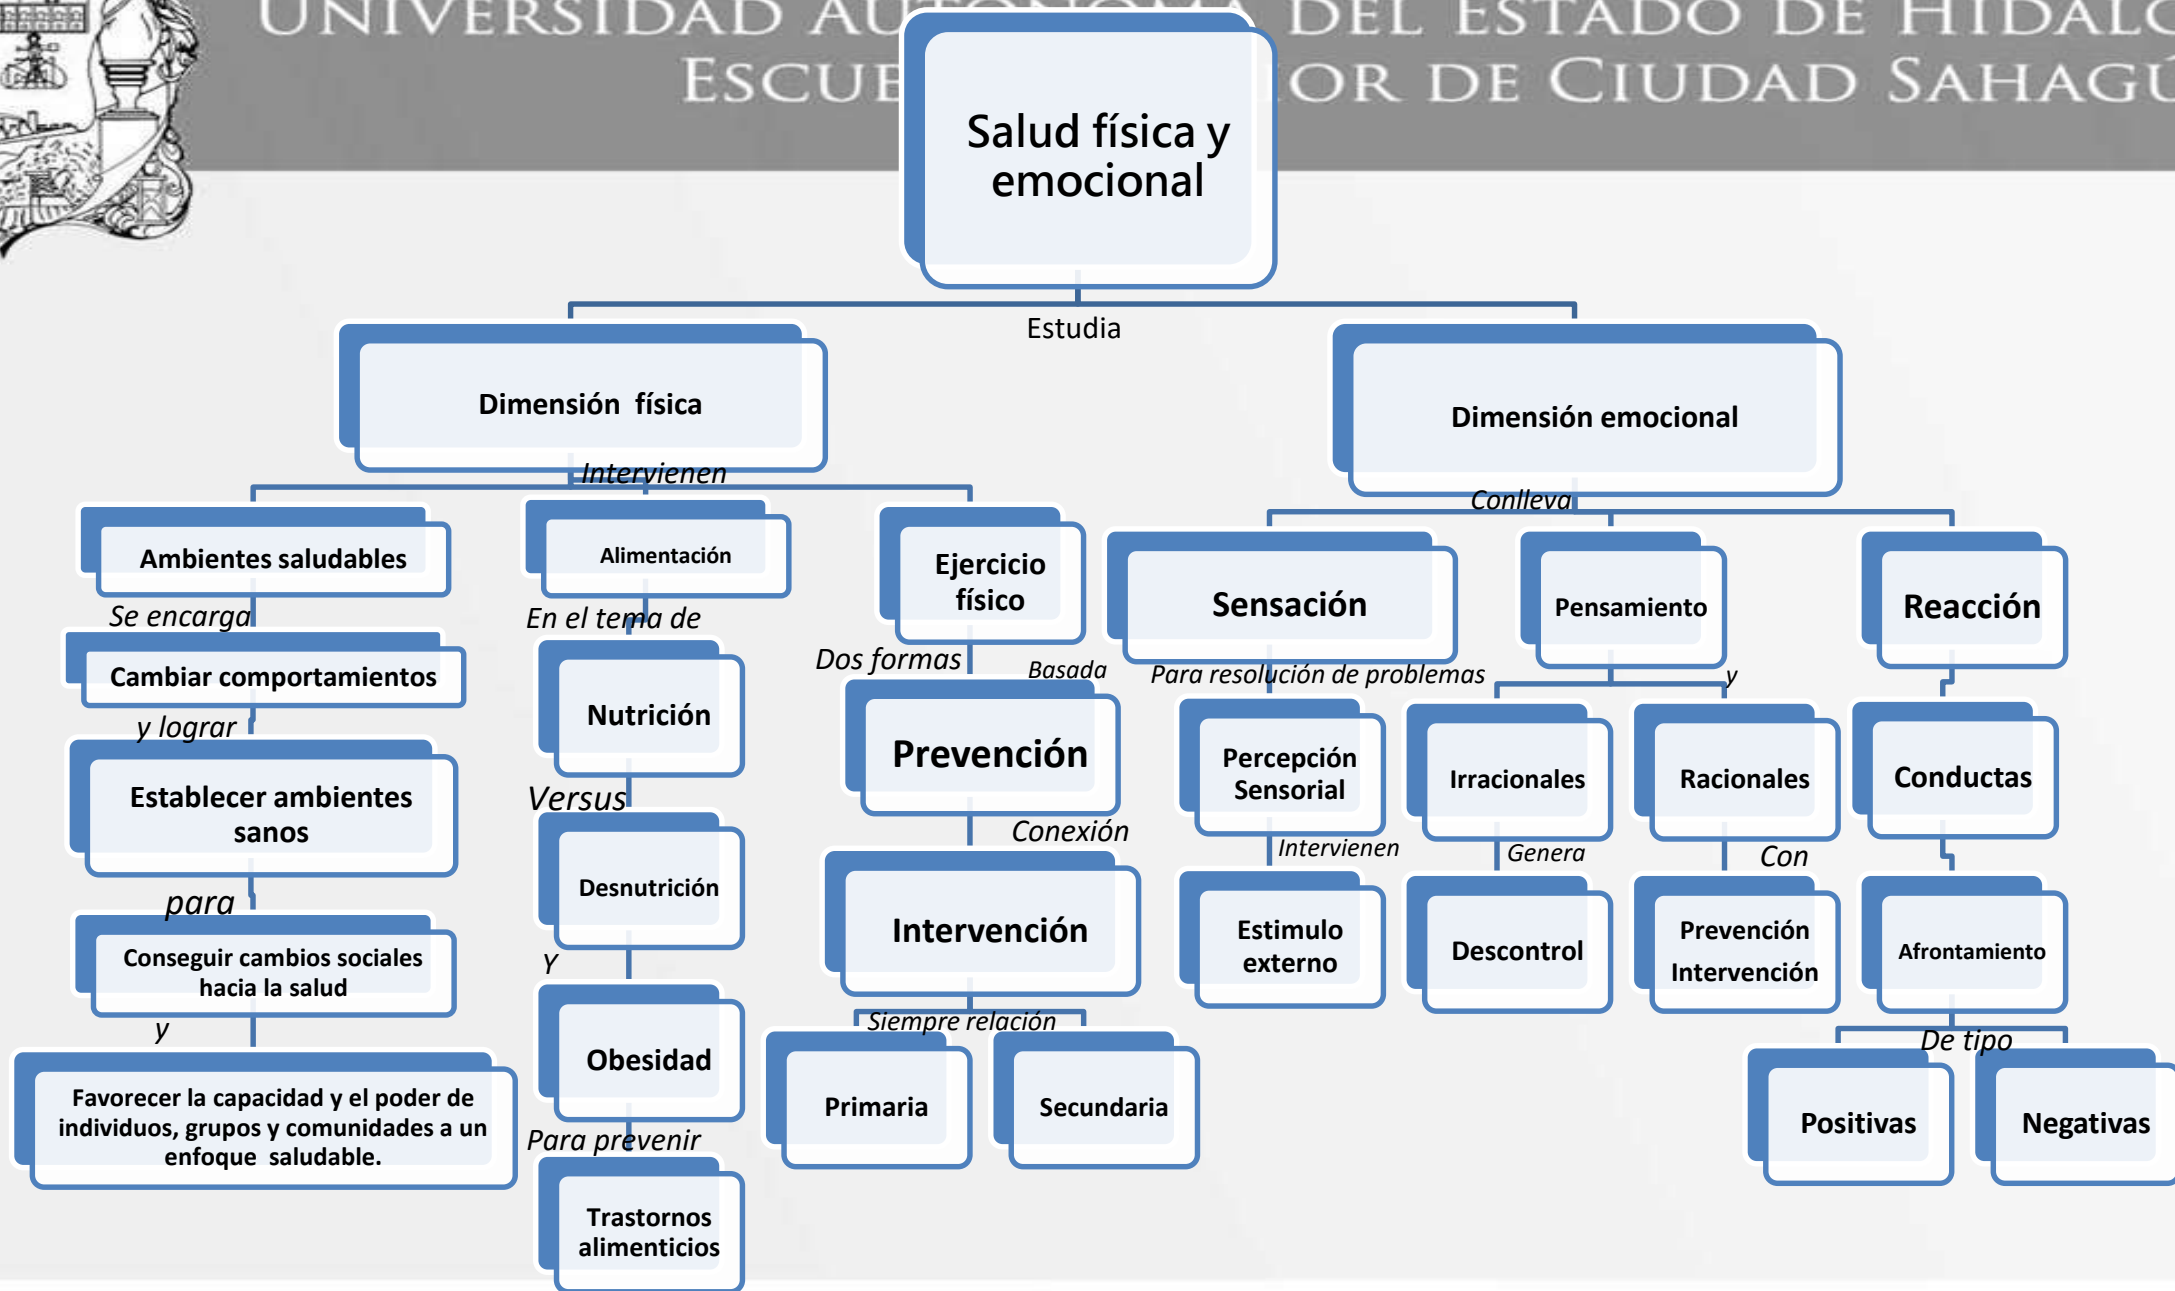 UNIVERSIDAD AUTÓNOMA DEL ESTADO DE HIDALG
ESCUE
IOR DE CIUDAD SAHAGÚ
Salud física y
emocional
Estudia
Dimensión física
Intervienen
Ambientes saludables
Se encarga
Cambiar comportamientos
y lograr
Establecer ambientes
sanos
para
Conseguir cambios sociales
hacia la salud
y
Favorecer la capacidad y el poder de
individuos, grupos y comunidades a un
enfoque saludable.
Alimentación
En el tema de
Nutrición
Versus
Desnutrición
Y
Obesidad
Para prevenir
Trastornos
alimenticios
Ejercicio
físico
Dos formas
Basada
Prevención
Conexión
Intervención
Siempre relación
Primaria
Secundaria
Dimensión emocional
Conlleva
Sensación
Para resolución de problemas
Percepción
Sensorial
Intervienen
Estimulo
externo
Pensamiento
y
Irracionales
Genera
Descontrol
Racionales
Con
Prevención
Intervención
Reacción
Conductas
Afrontamiento
De tipo
Positivas
Negativas